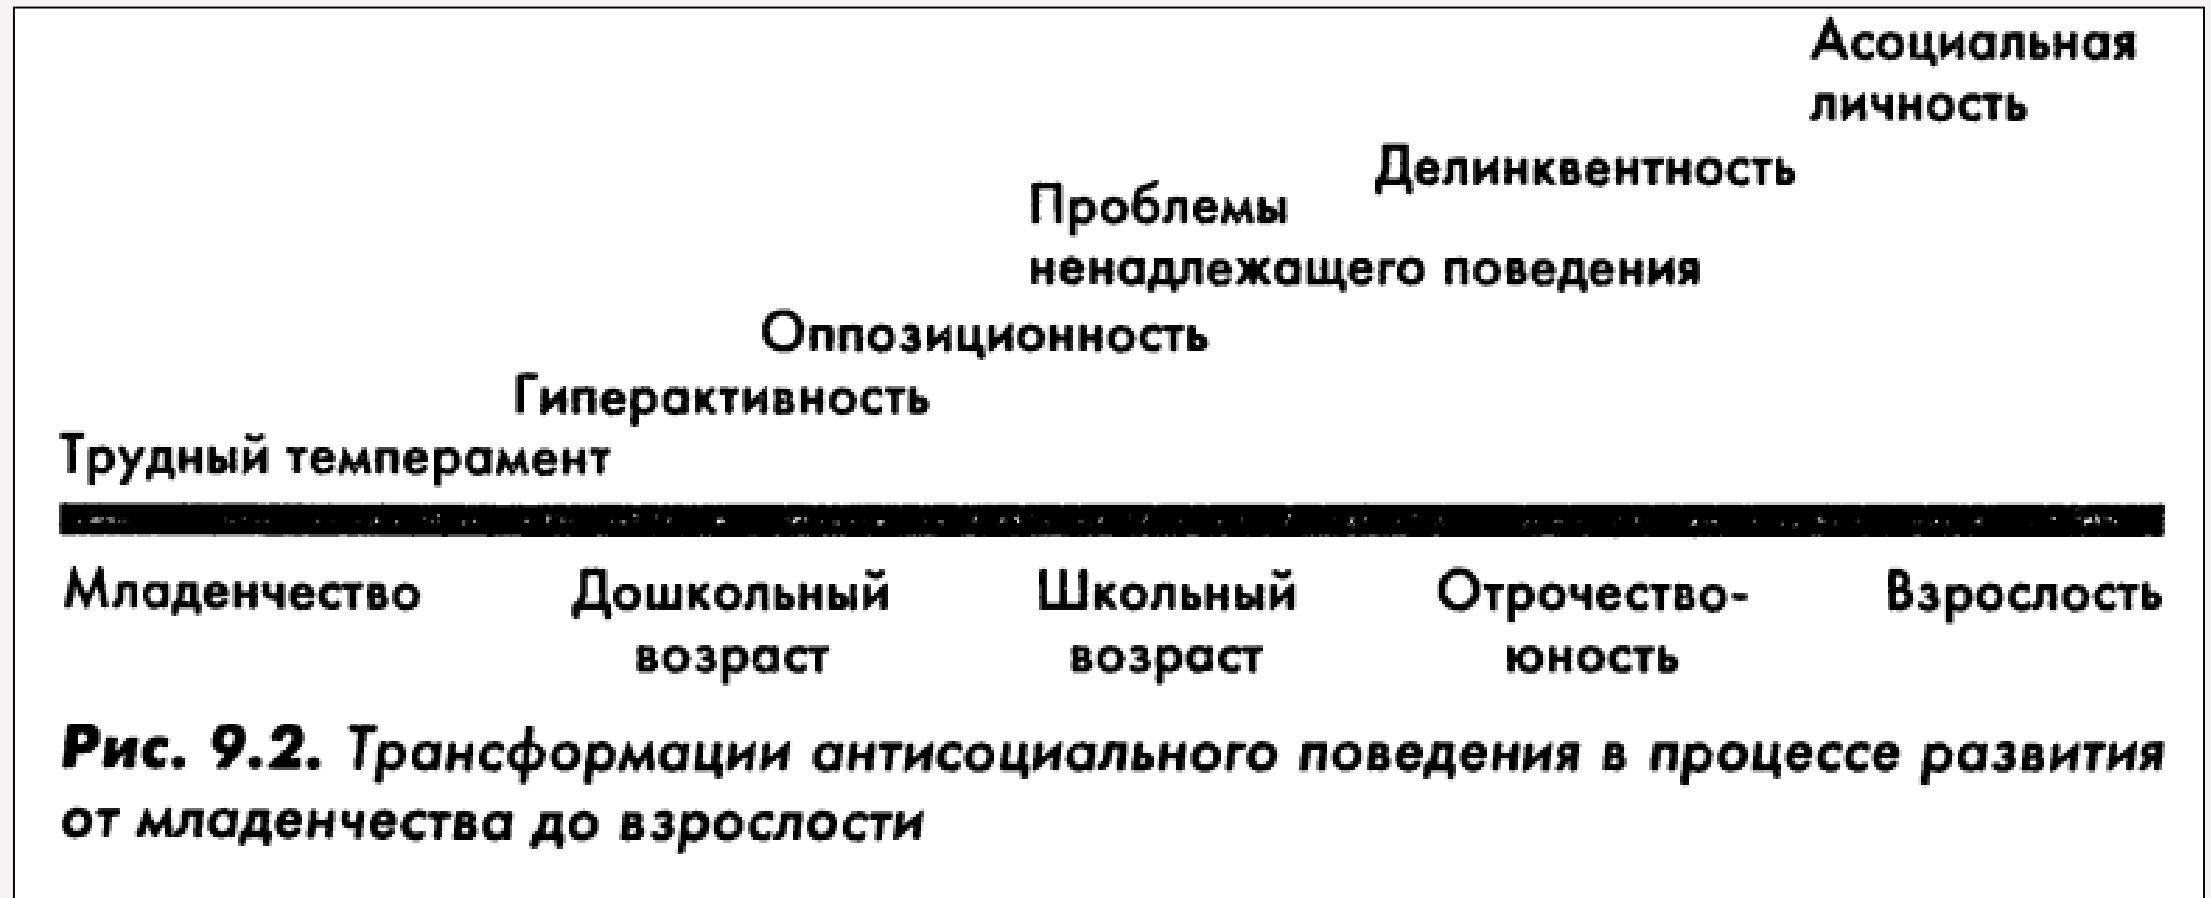 Асоциальная
личность
Делинквентность
Проблемы
ненадлежащего поведения
Оппозиционность
Гиперактивность
Трудный темперамент
Младенчество
Дошкольный
возраст
Школьный
возраст
Отрочество-
юность
Взрослость
Рис. 9.2. Трансформации антисоциального поведения в процессе развития
от младенчества до взрослости